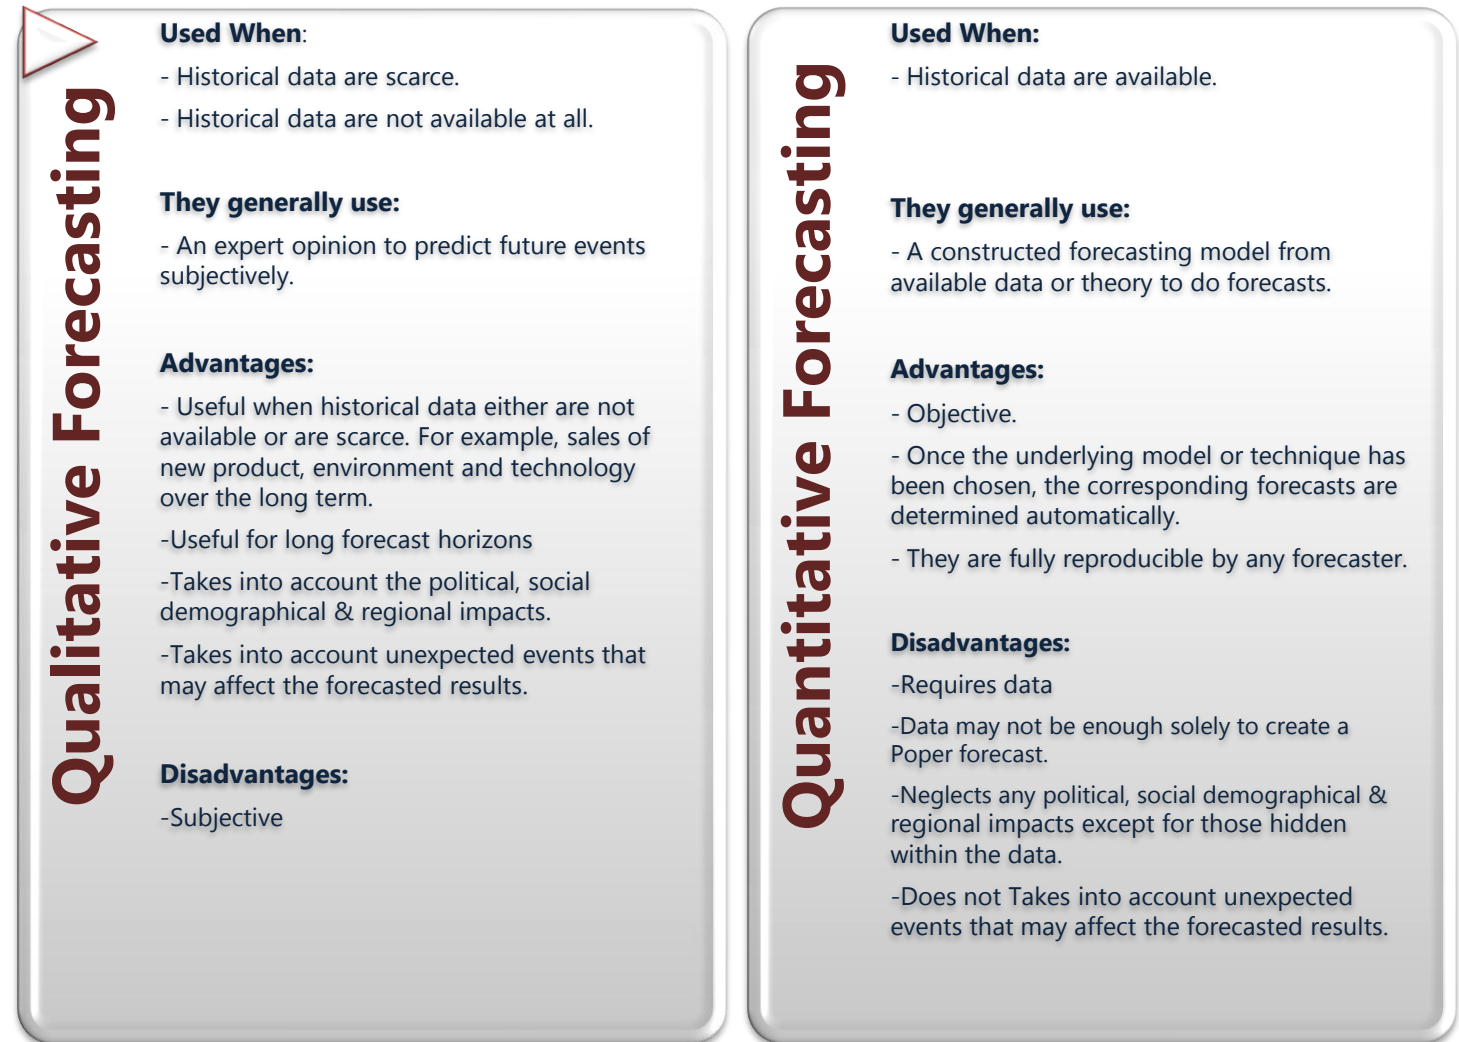 Qualitative Forecasting
Used When:
- Historical data are scarce.
- Historical data are not available at all.
They generally use:
- An expert opinion to predict future events
subjectively.
Advantages:
- Useful when historical data either are not
available or are scarce. For example, sales of
new product, environment and technology
over the long term.
-Useful for long forecast horizons
-Takes into account the political, social
demographical & regional impacts.
-Takes into account unexpected events that
may affect the forecasted results.
Disadvantages:
-Subjective
Quantitative Forecasting
Used When:
- Historical data are available.
They generally use:
- A constructed forecasting model from
available data or theory to do forecasts.
Advantages:
- Objective.
- Once the underlying model or technique has
been chosen, the corresponding forecasts are
determined automatically.
- They are fully reproducible by any forecaster.
Disadvantages:
-Requires data
-Data may not be enough solely to create a
Poper forecast.
-Neglects any political, social demographical &
regional impacts except for those hidden
within the data.
-Does not Takes into account unexpected
events that may affect the forecasted results.